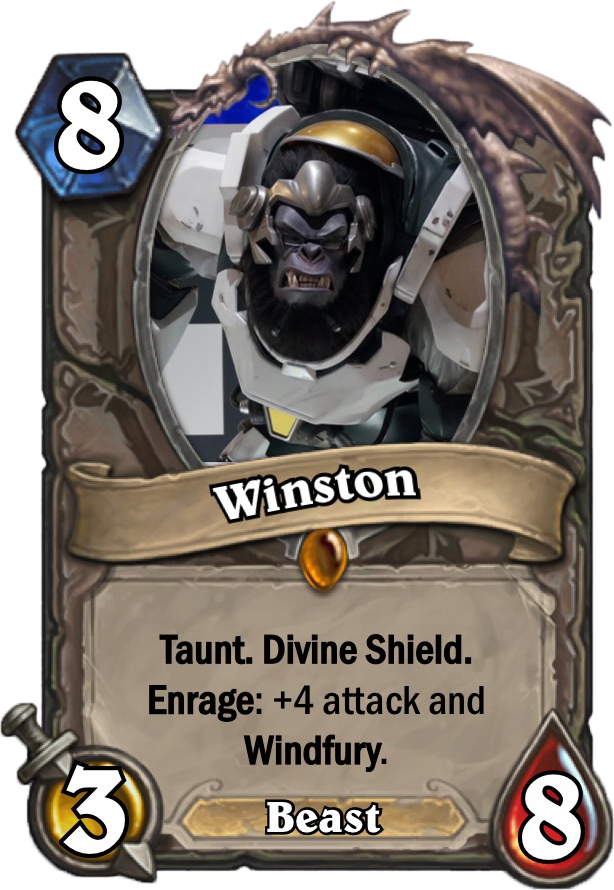 8
Winston
Taunt. Divine Shield.
Enrage: +4 attack and
Windfury.
3
Beast
8